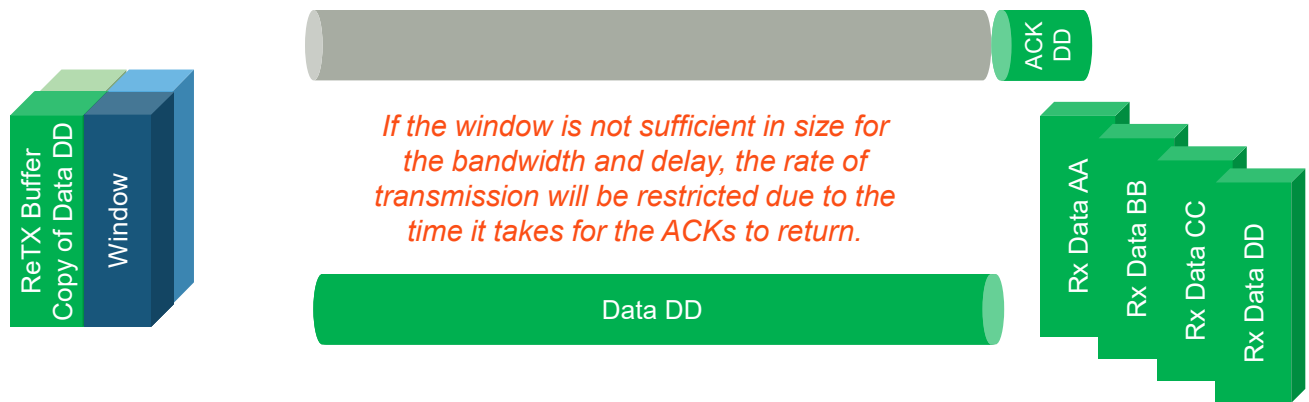 ACK
DD
ReTX Buffer
Copy of Data DD
Window
If the window is not sufficient in size for
the bandwidth and delay, the rate of
transmission will be restricted due to the
time it takes for the ACKs to return.
Data DD
Rx Data AA
Rx Data BB
Rx Data CC
Rx Data DD